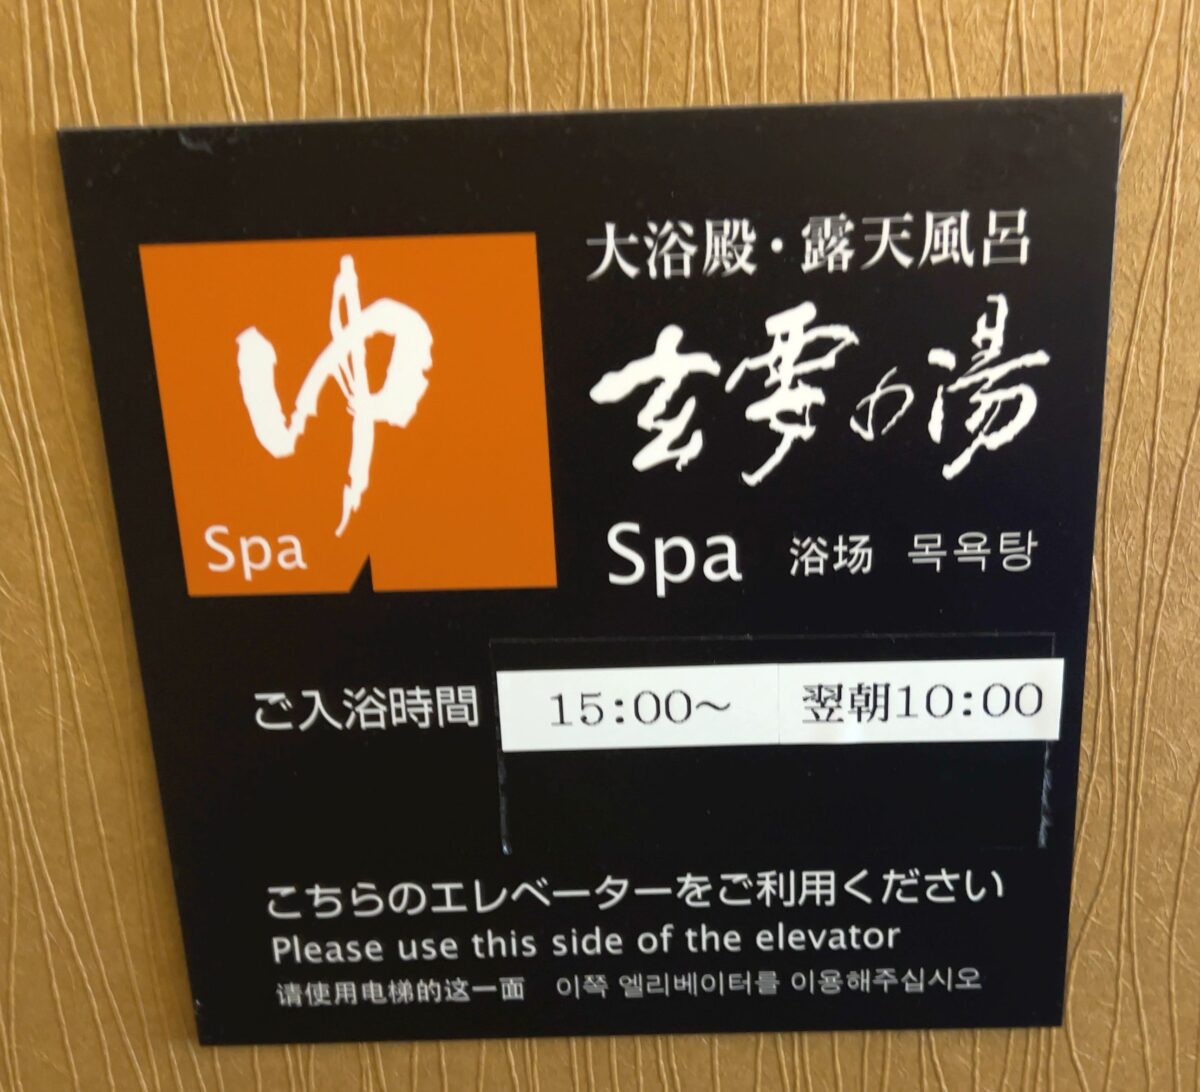 ゆ
Spa
大浴殿・露天風呂
玄雲の湯
Spa 浴场 목욕탕
ご入浴時間 15:00～ 翌朝10:00
こちらのエレベーターをご利用ください
Please use this side of the elevator
请使用电梯的这一面 이쪽 엘리베이터를 이용해주십시오